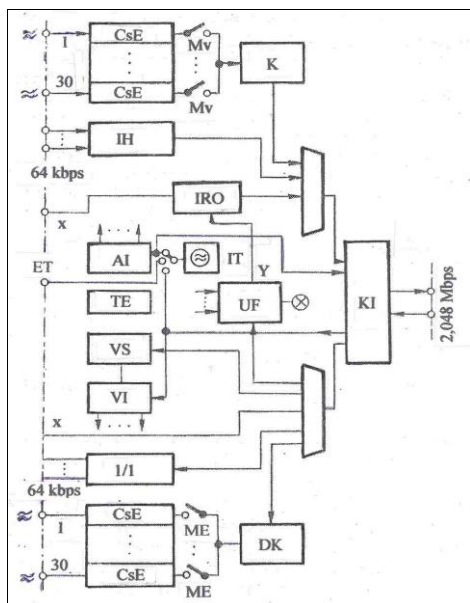 1 CsE Mv K
30 CsE Mv
IH
64 kbps
IRO
x
AI IT Y
ET
TE UF KI
2,048 Mbps
VS
VI
x
1/1
64 kbps
1 CsE ME
DK
30 CsE ME